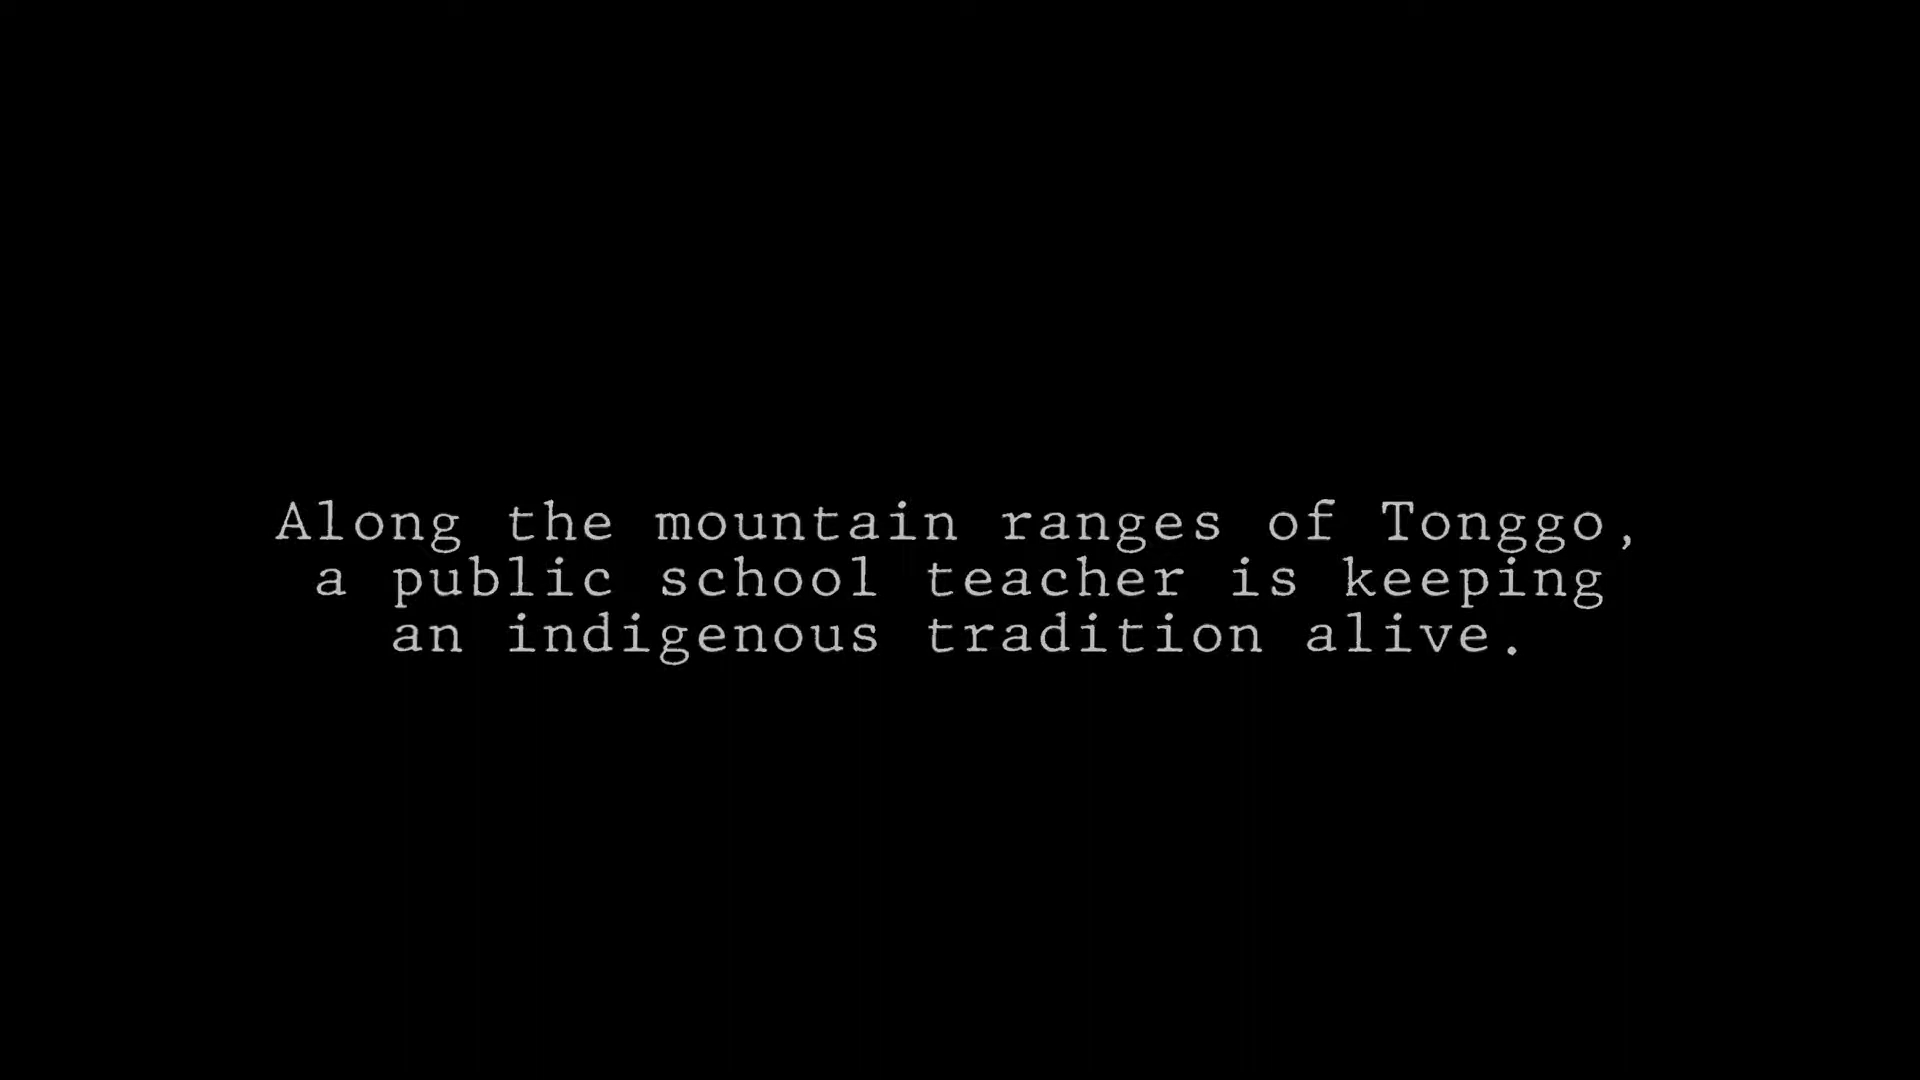 Along the mountain ranges of Tonggo,
a public school teacher is keeping
an indigenous tradition alive.